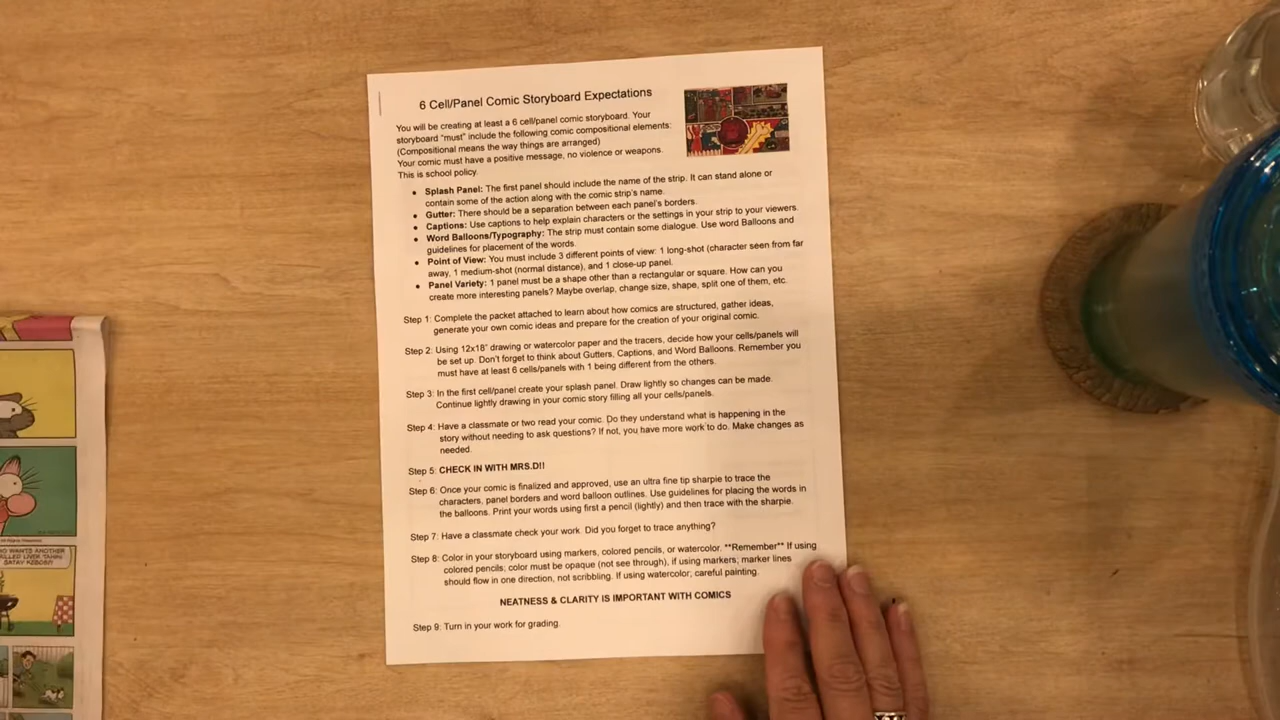 6 Cell/Panel Comic Storyboard Expectations
You will be creating at least a 6 cell/panel comic storyboard. Your
storyboard "must" include the following comic compositional elements:
(Compositional means the way things are arranged)
Your comic must have a positive message, no violence or weapons.
This is school policy.
• Splash Panel: The first panel should include the name of the strip. It can stand alone or
contain some of the action along with the comic strip's name.
• Gutter: There should be a separation between each panel's borders.
• Captions: Use captions to help explain characters or the settings in your strip to your viewers.
• Word Balloons/Typography: The strip must contain some dialogue. Use word Balloons and
guidelines for placement of the words.
• Point of View: You must include 3 different points of view: 1 long-shot (character seen from far
away, 1 medium-shot (normal distance), and 1 close-up panel.
• Panel Variety: 1 panel must be a shape other than a rectangular or square. How can you
create more interesting panels? Maybe overlap, change size, shape, split one of them, etc.
Step 1: Complete the packet attached to learn about how comics are structured, gather ideas,
generate your own comic ideas and prepare for the creation of your original comic.
Step 2: Using 12x18" drawing or watercolor paper and the tracers, decide how your cells/panels will
be set up. Don't forget to think about Gutters, Captions, and Word Balloons. Remember you
must have at least 6 cells/panels with 1 being different from the others.
Step 3: In the first cell/panel create your splash panel. Draw lightly so changes can be made.
Continue lightly drawing in your comic story filling all your cells/panels.
Step 4: Have a classmate or two read your comic. Do they understand what is happening in the
story without needing to ask questions? If not, you have more work to do. Make changes as
needed.
Step 5: CHECK IN WITH MRS.D!!
Step 6: Once your comic is finalized and approved, use an ultra fine tip sharpie to trace the
characters, panel borders and word balloon outlines. Use guidelines for placing the words in
the balloons. Print your words using first a pencil (lightly) and then trace with the sharpie.
Step 7: Have a classmate check your work. Did you forget to trace anything?
Step 8: Color in your storyboard using markers, colored pencils, or watercolor. **Remember** If using
colored pencils; color must be opaque (not see through), if using markers; marker lines
should flow in one direction, not scribbling. If using watercolor; careful painting.
NEATNESS & CLARITY IS IMPORTANT WITH COMICS
Step 9: Turn in your work for grading.
WANTS ANOTHER
LIVER TAHINI
SATAY KEBOB?!